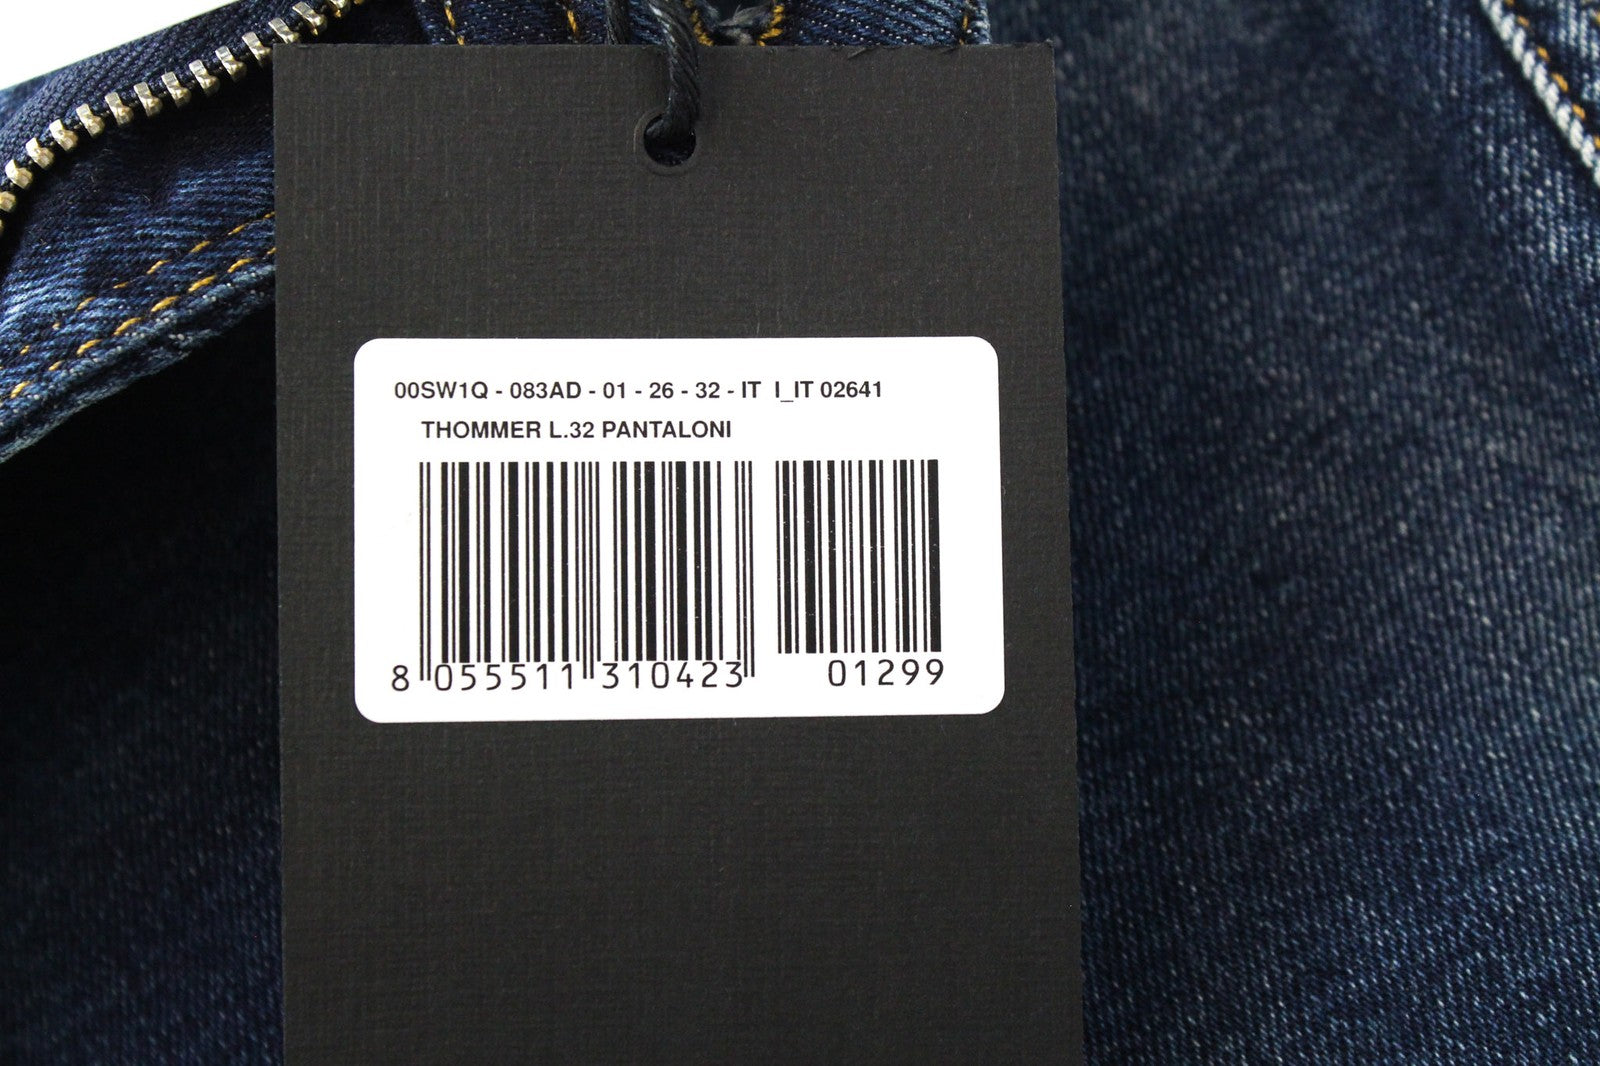 00SW1Q - 083AD - 01 - 26 - 32 - IT I_IT 02641
THOMMER L.32 PANTALONI
8 055511 310423 01299